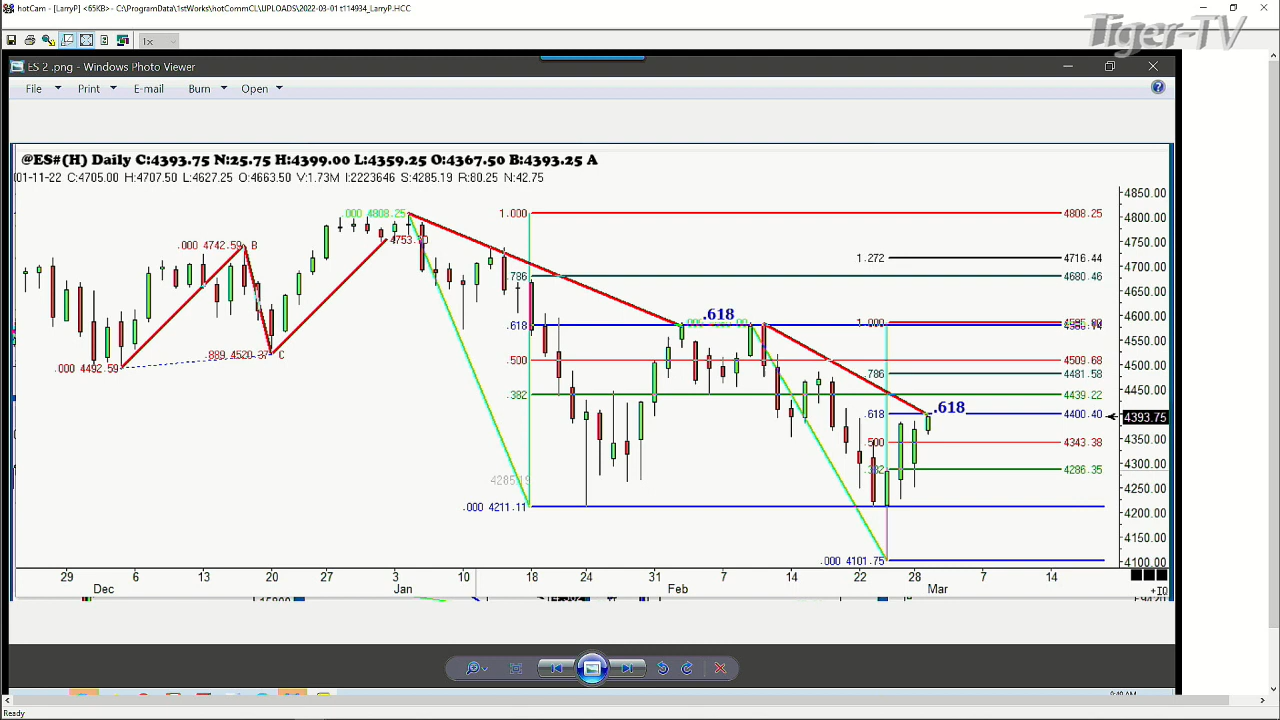 hotCam - [LarryP] <65KB> - C:\ProgramData\1stWorks\hotCommCL\UPLOADS\2022-03-01 t114934_LarryP.HCC
Tiger-TV
1x
ES 2 .png - Windows Photo Viewer
File Print E-mail Burn Open
@ES#(H) Daily C:4393.75 N:25.75 H:4399.00 L:4359.25 O:4367.50 B:4393.25 A
01-11-22 C:4705.00 H:4707.50 L:4627.25 O:4663.50 V:1.73M I:2223646 S:4285.19 R:80.25 N:42.75
4850.00
.000 4808.25 1.000 4808.25 4800.00
.000 4742.59 B 4750.00
1.272 4716.44
4700.00
.786 4680.46
4650.00
4600.00
.618 .618 1.000
4550.00
.889 4520.37 C .500 4509.68
.000 4492.59 4500.00
.786 4481.58
4450.00
.382 4439.22
.618 .618 4400.40 4393.75
.500 4343.38 4350.00
4300.00
.382 4286.35
4285.19 4250.00
.000 4211.11 4200.00
4150.00
.000 4101.75 4100.00
29 6 13 20 27 3 10 18 24 31 7 14 22 28 7 14
Dec Jan Feb Mar
+IQ
Ready